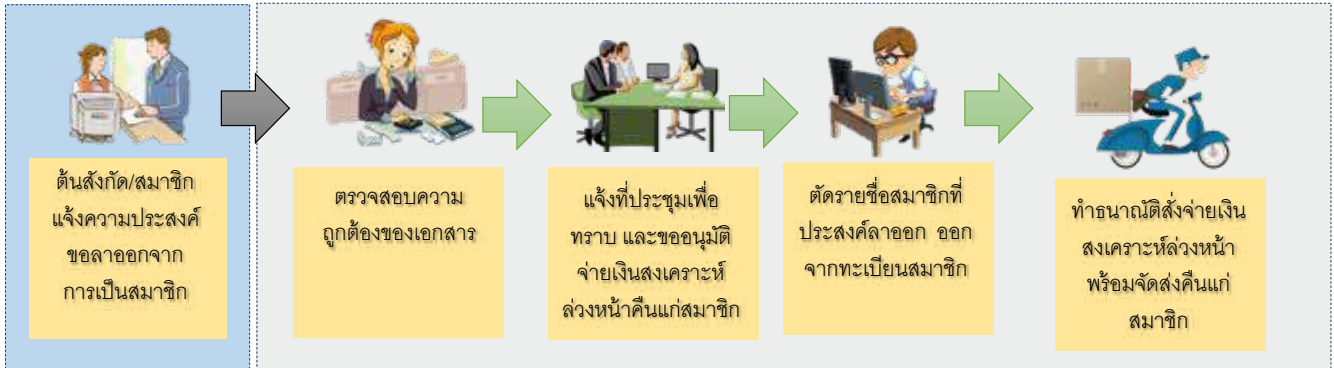 ต้นสังกัด/สมาชิก
แจ้งความประสงค์
ขอลาออกจาก
การเป็นสมาชิก
ตรวจสอบความ
ถูกต้องของเอกสาร
แจ้งที่ประชุมเพื่อ
ทราบ และขออนุมัติ
จ่ายเงินสงเคราะห์
ล่วงหน้าคืนแก่สมาชิก
ตัดรายชื่อสมาชิกที่
ประสงค์ลาออก ออก
จากทะเบียนสมาชิก
ทำธนาณัติสั่งจ่ายเงิน
สงเคราะห์ล่วงหน้า
พร้อมจัดส่งคืนแก่
สมาชิก